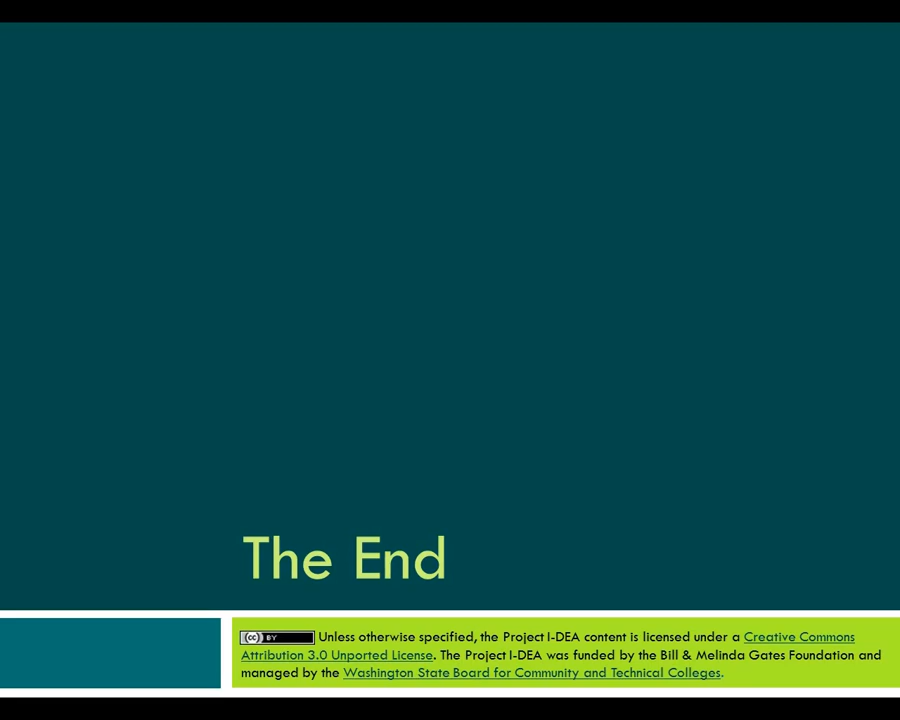 The End
(cc) BY Unless otherwise specified, the Project I-DEA content is licensed under a Creative Commons
Attribution 3.0 Unported License. The Project I-DEA was funded by the Bill & Melinda Gates Foundation and
managed by the Washington State Board for Community and Technical Colleges.